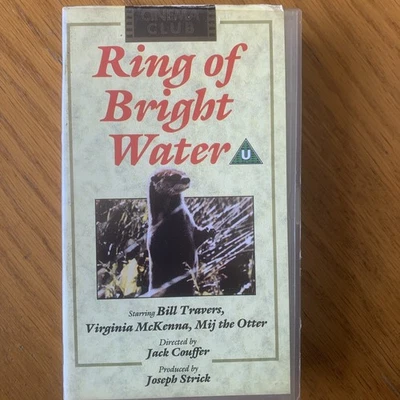 CINEMA
CLUB
Ring of
Bright
Water
U
Starring Bill Travers,
Virginia McKenna, Mij the Otter
Directed by
Jack Couffer
Produced by
Joseph Strick